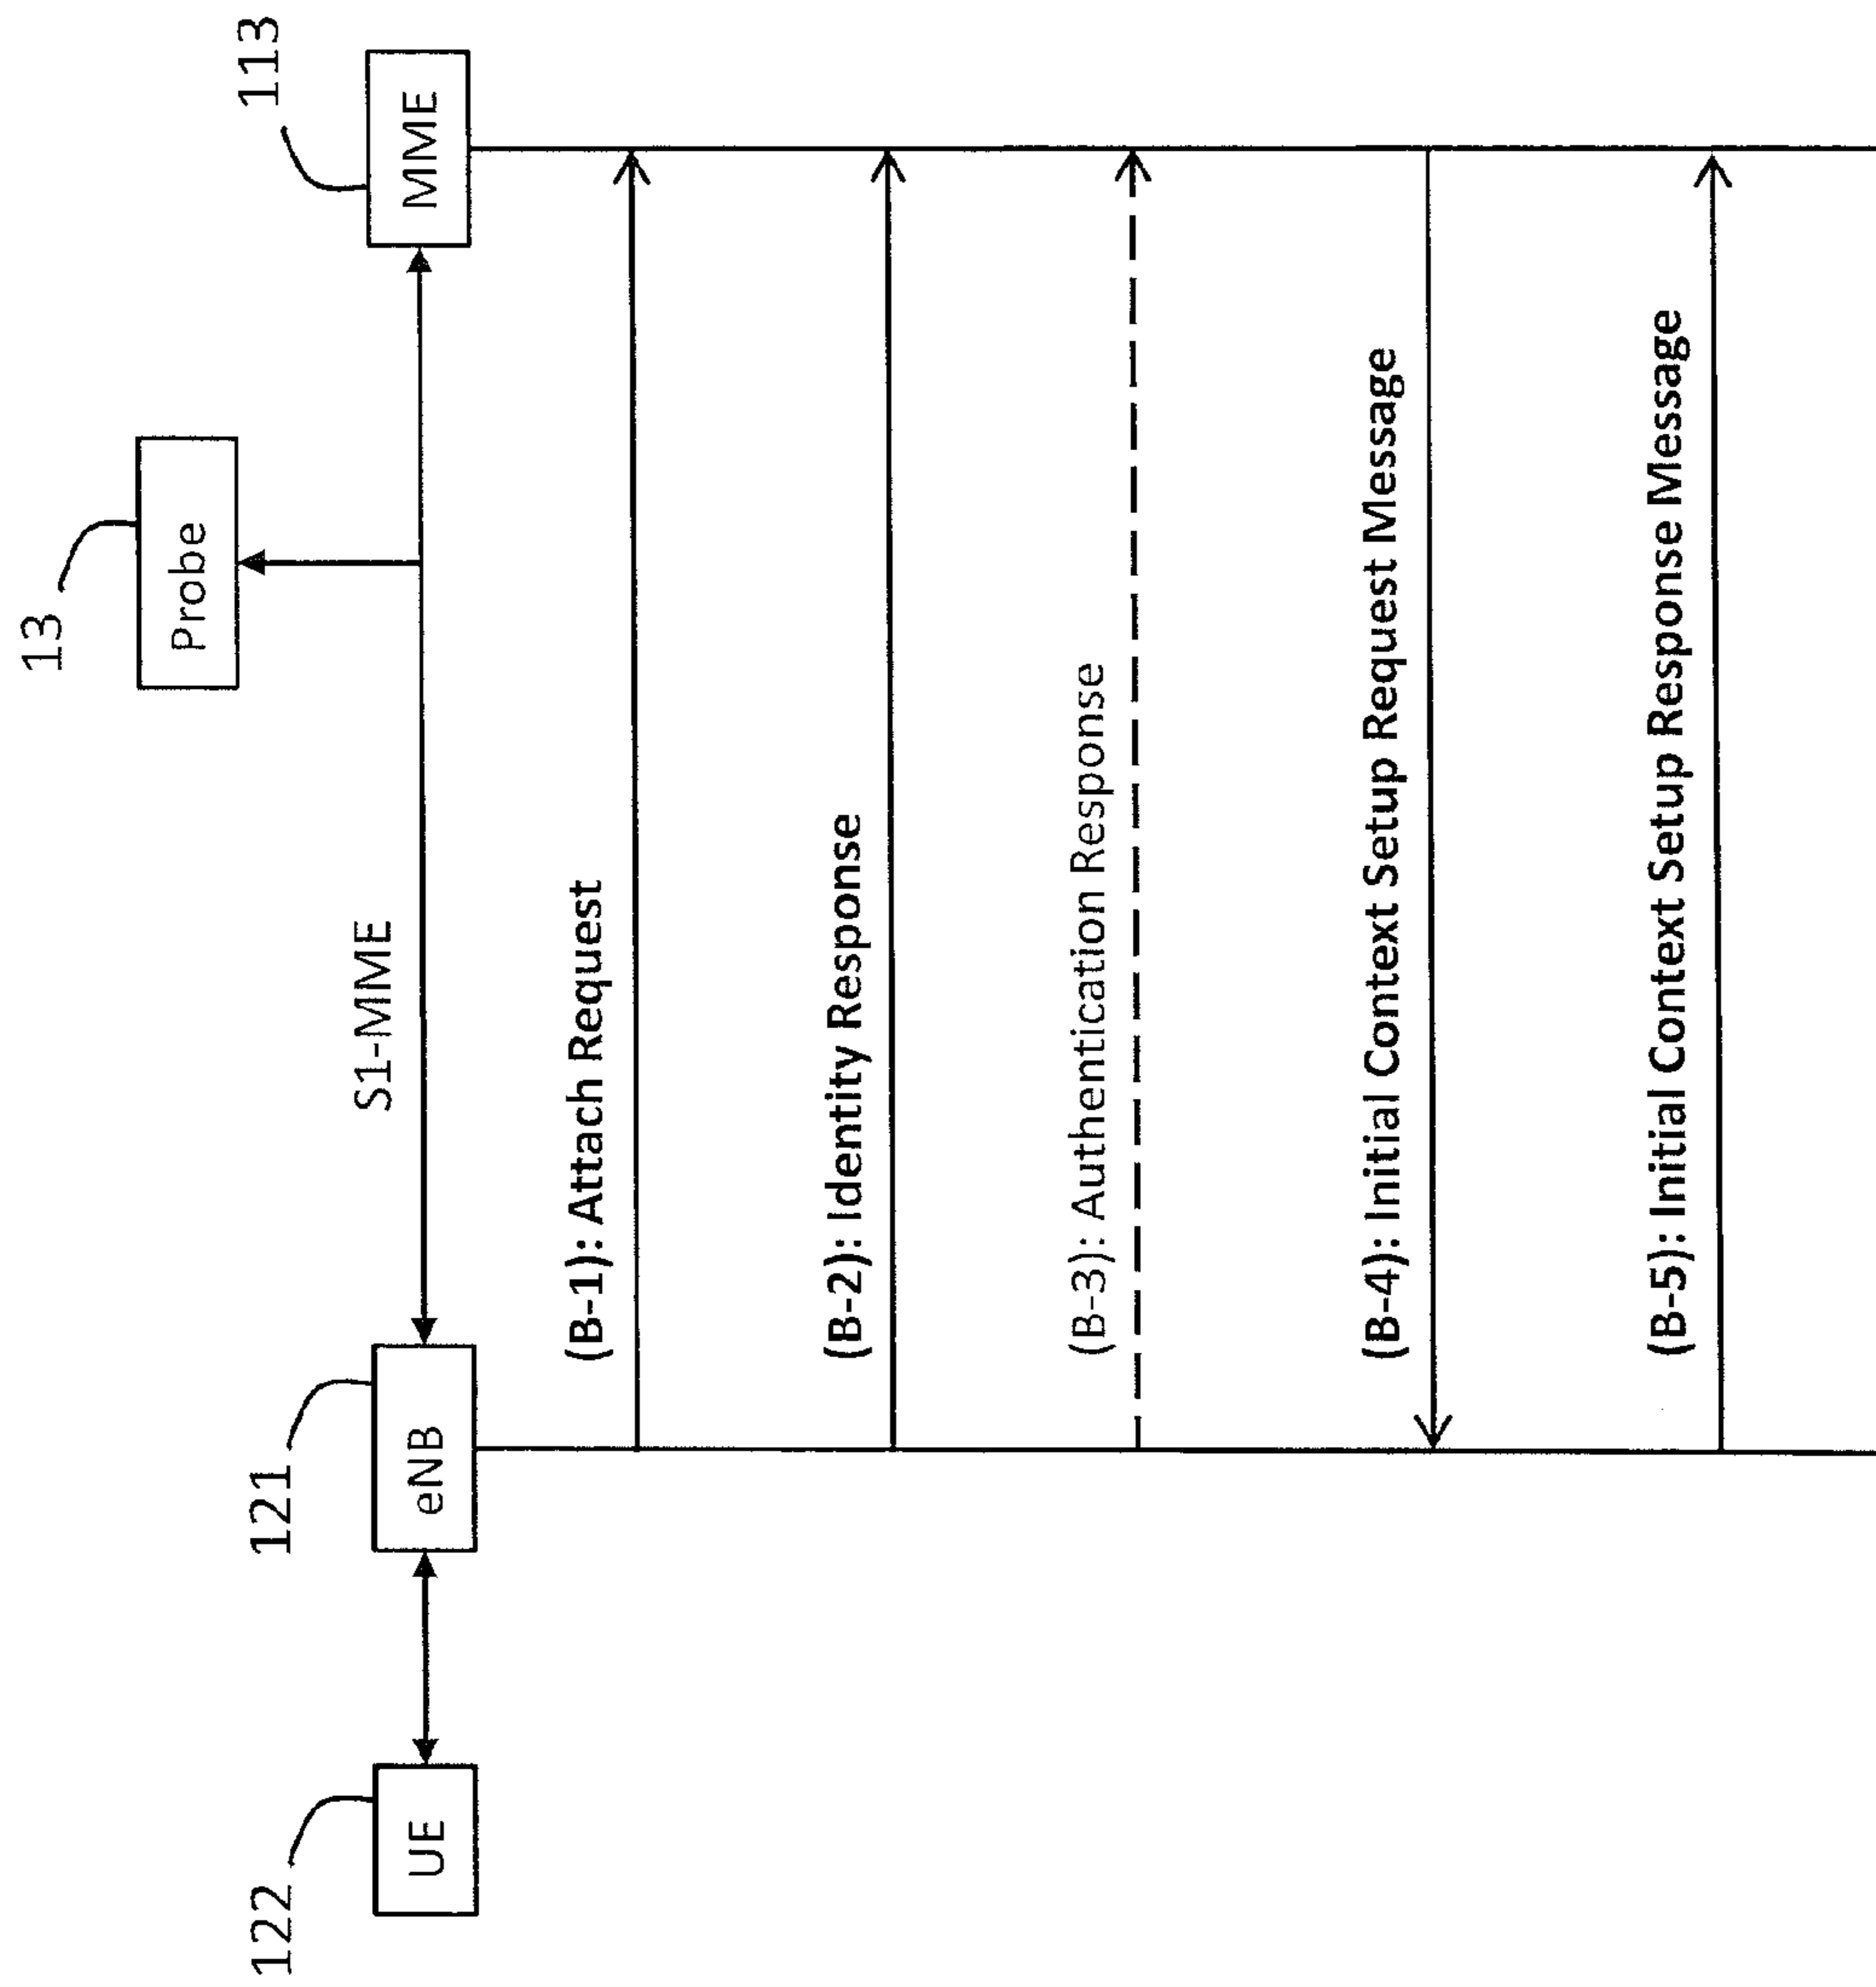 13
Probe
122
121
113
UE
eNB
S1-MME
MME
(B-1): Attach Request
(B-2): Identity Response
(B-3): Authentication Response
(B-4): Initial Context Setup Request Message
(B-5): Initial Context Setup Response Message